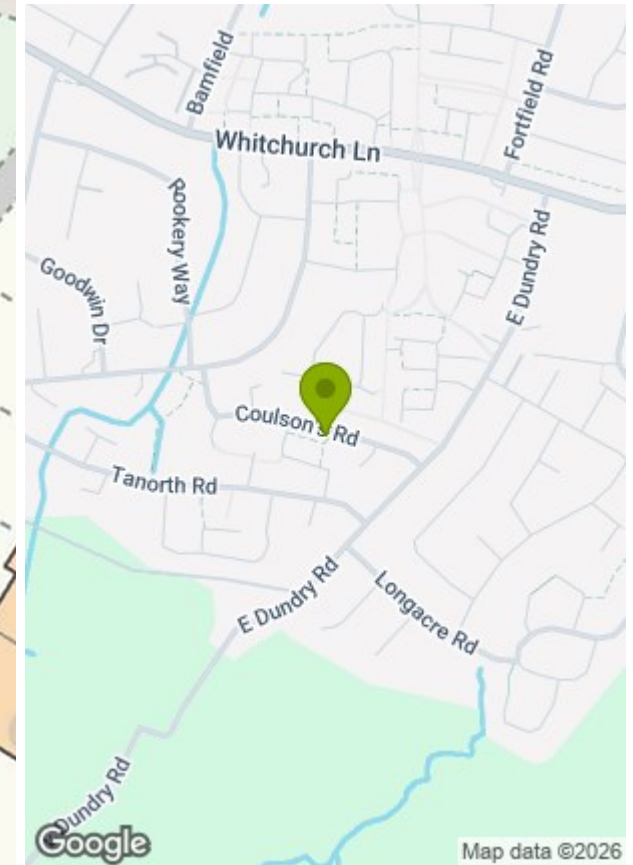 Bamfield
Fortfield Rd
Whitchurch Ln
Rookery Way
E Dundry Rd
Goodwin Dr
Coulson's Rd
Tanorth Rd
E Dundry Rd
Longacre Rd
Dundry Rd
Google
Map data ©2026